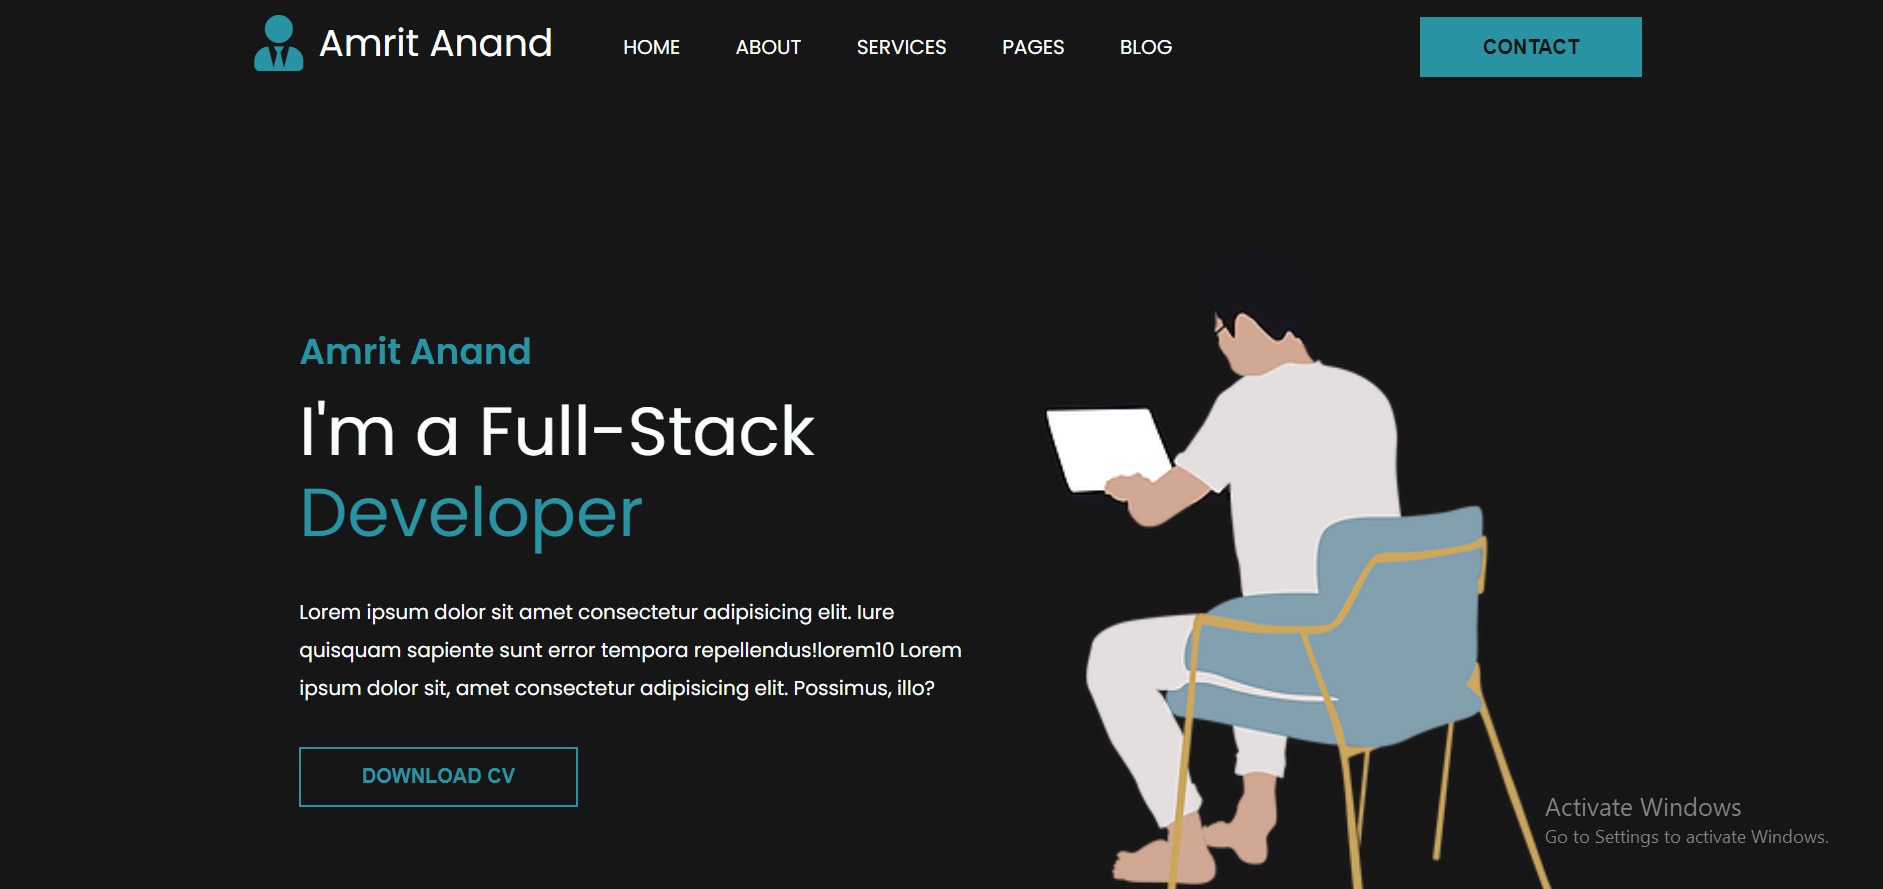 Amrit Anand
HOME
ABOUT
SERVICES
PAGES
BLOG
CONTACT
Amrit Anand
I'm a Full-Stack
Developer
Lorem ipsum dolor sit amet consectetur adipisicing elit. Iure
quisquam sapiente sunt error tempora repellendus!lorem10 Lorem
ipsum dolor sit, amet consectetur adipisicing elit. Possimus, illo?
DOWNLOAD CV
Activate Windows
Go to Settings to activate Windows.